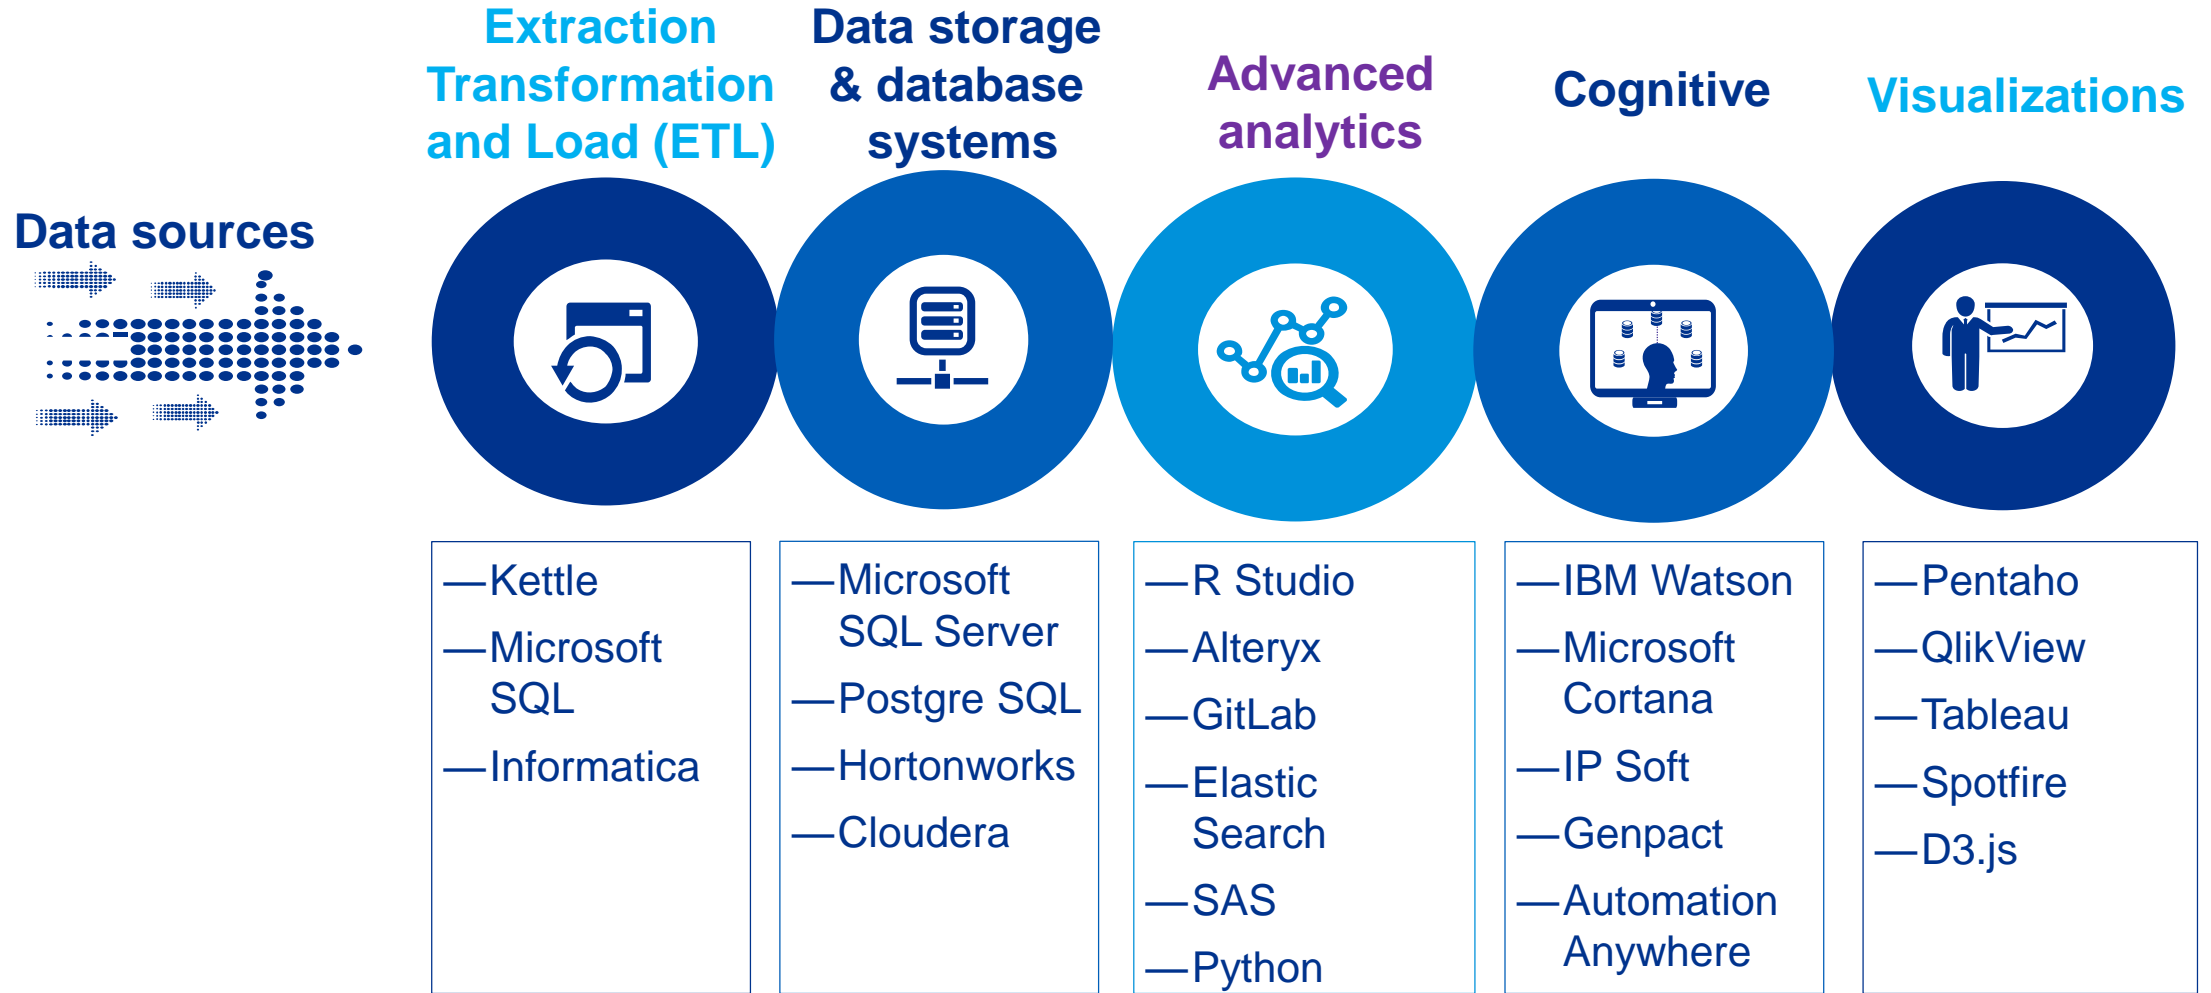 Extraction
Transformation
and Load (ETL)
Data storage
& database
systems
Advanced
analytics
Cognitive
Visualizations
Data sources
—Kettle
—Microsoft
SQL
—Informatica
—Microsoft
SQL Server
—Postgre SQL
—Hortonworks
—Cloudera
—R Studio
—Alteryx
—GitLab
—Elastic
Search
—SAS
—Python
—IBM Watson
—Microsoft
Cortana
—IP Soft
—Genpact
—Automation
Anywhere
—Pentaho
—QlikView
—Tableau
—Spotfire
—D3.js